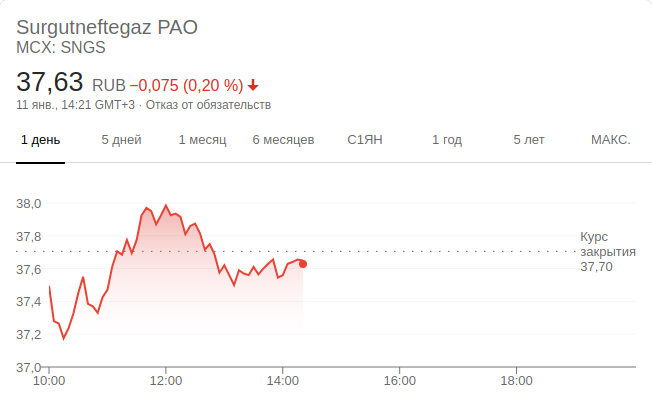 Surgutneftegaz PAO
MCX: SNGS
37,63 RUB −0,075 (0,20 %)
11 янв., 14:21 GMT+3 · Отказ от обязательств
1 день 5 дней 1 месяц 6 месяцев С1ЯН 1 год 5 лет МАКС.
38,0
37,8
37,6
37,4
37,2
37,0
Курс
закрытия
37,70
10:00 12:00 14:00 16:00 18:00